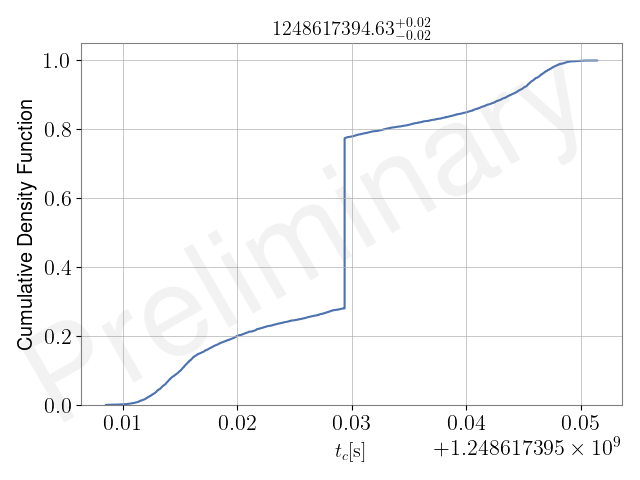 1248617394.63^{+0.02}_{-0.02}
Cumulative Density Function
1.0
0.8
0.6
0.4
0.2
0.0
Preliminary
0.01 0.02 0.03 0.04 0.05
t_c[s]
+1.248617395 × 10^9